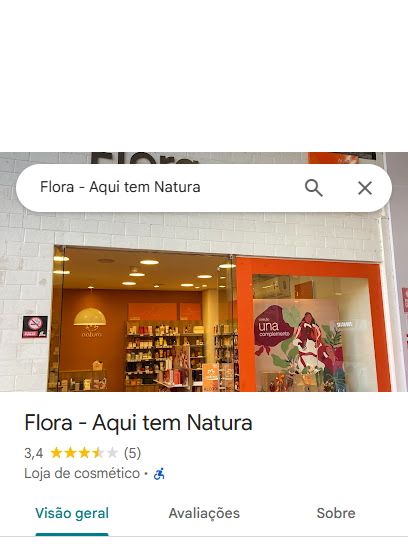 Flora
Flora - Aqui tem Natura
natura
una
complemento
Flora - Aqui tem Natura
3,4 (5)
Loja de cosmético ·
Visão geral
Avaliações
Sobre